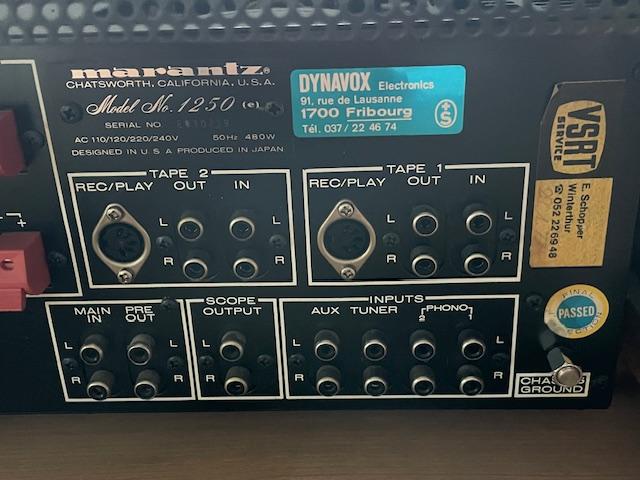 marantz®
CHATSWORTH, CALIFORNIA, U.S.A.
Model No. 1250 (e)
SERIAL NO.
AC 110/120/220/240V 50Hz 480W
DESIGNED IN U S A PRODUCED IN JAPAN
DYNAVOX Electronics
91, rue de Lausanne
1700 Fribourg
Tél. 037/ 22 46 74
S
VSRT
SERVICE
E. Schopper
Winterthur
☎ 052 226948
TAPE 2
REC/PLAY OUT IN
L L
R R
TAPE 1
REC/PLAY OUT IN
L L
R R
MAIN IN
PRE OUT
L L
R R
SCOPE
OUTPUT
L
R
INPUTS
AUX TUNER 2 PHONO 1
L L
R R
FINAL
PASSED
CHASSIS
GROUND